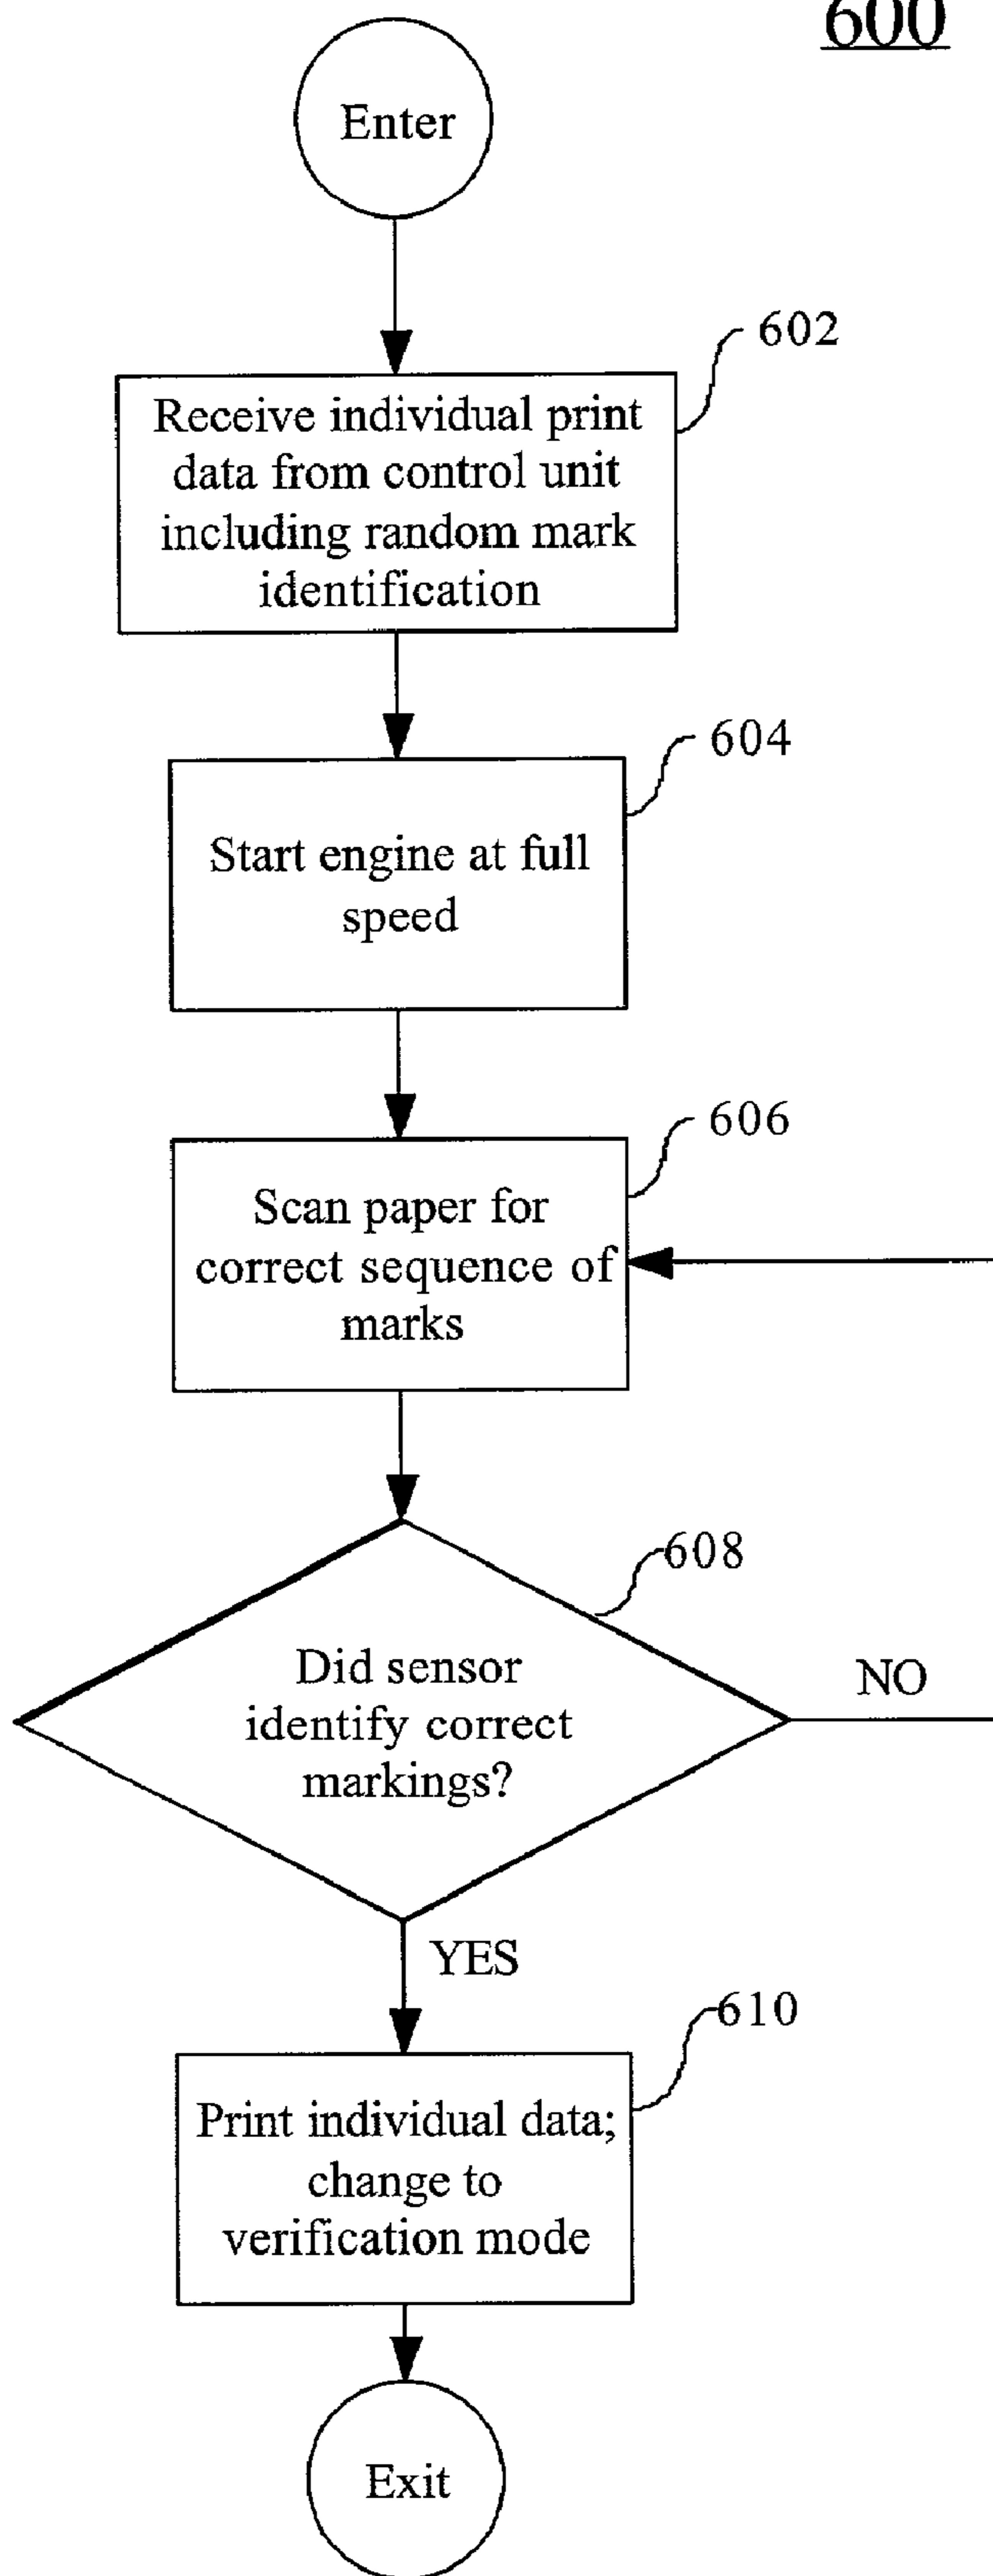 600
Enter
602
Receive individual print
data from control unit
including random mark
identification
604
Start engine at full
speed
606
Scan paper for
correct sequence of
marks
608
Did sensor
identify correct
markings?
NO
YES
610
Print individual data;
change to
verification mode
Exit